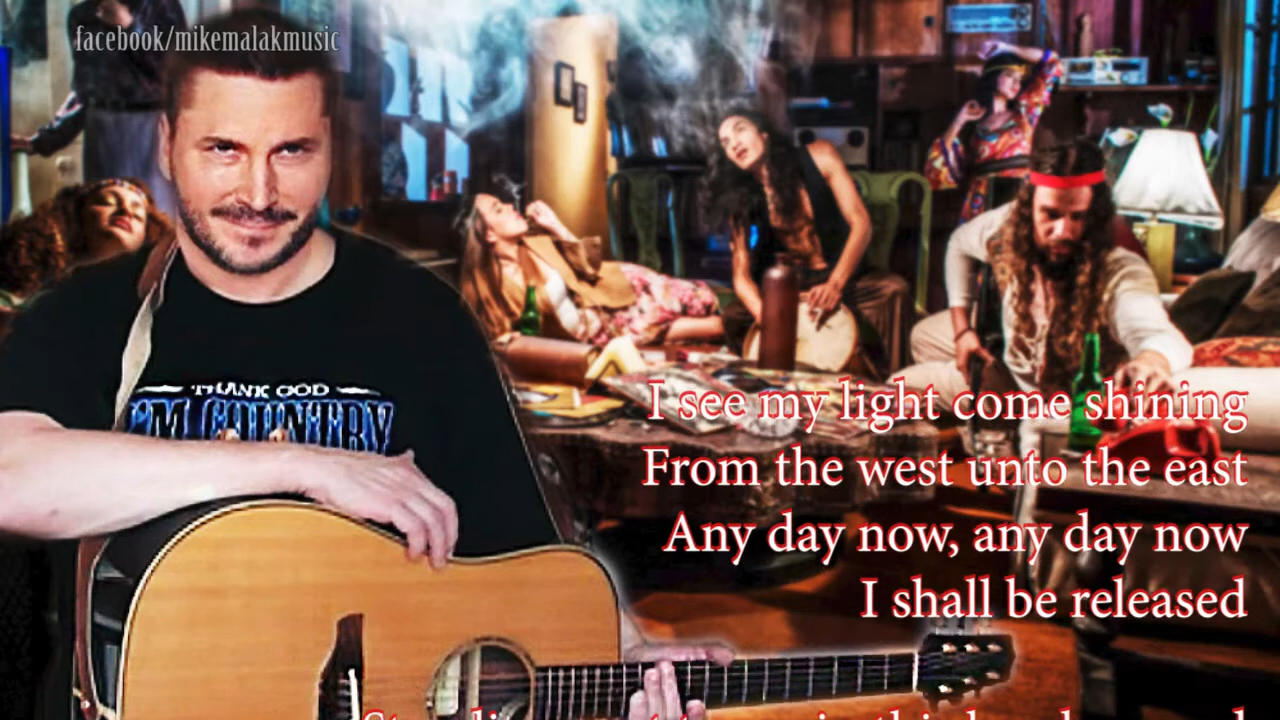 facebook/mikemalakmusic
THANK GOD
I'M COUNTRY
I see my light come shining
From the west unto the east
Any day now, any day now
I shall be released